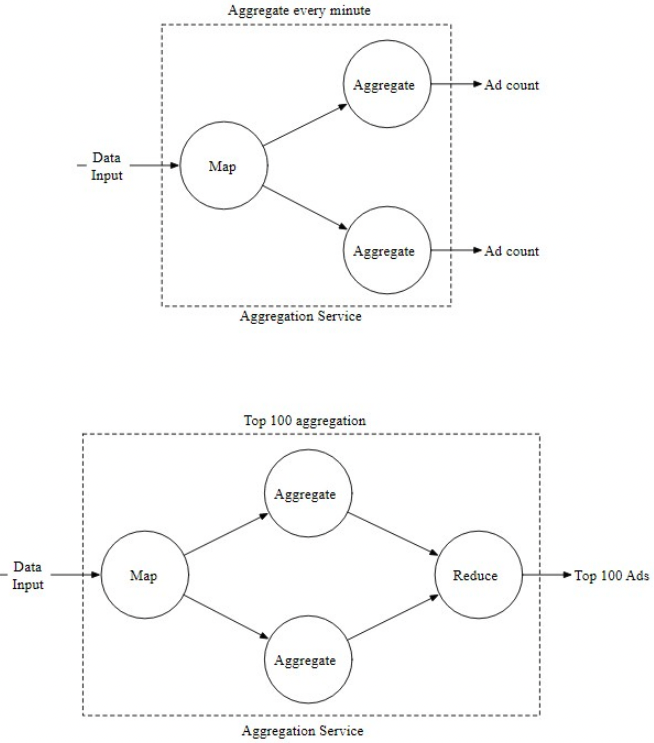 Aggregate every minute
Aggregate
Ad count
Data
Input
Map
Aggregate
Ad count
Aggregation Service
Top 100 aggregation
Aggregate
Data
Input
Map
Reduce
Top 100 Ads
Aggregate
Aggregation Service